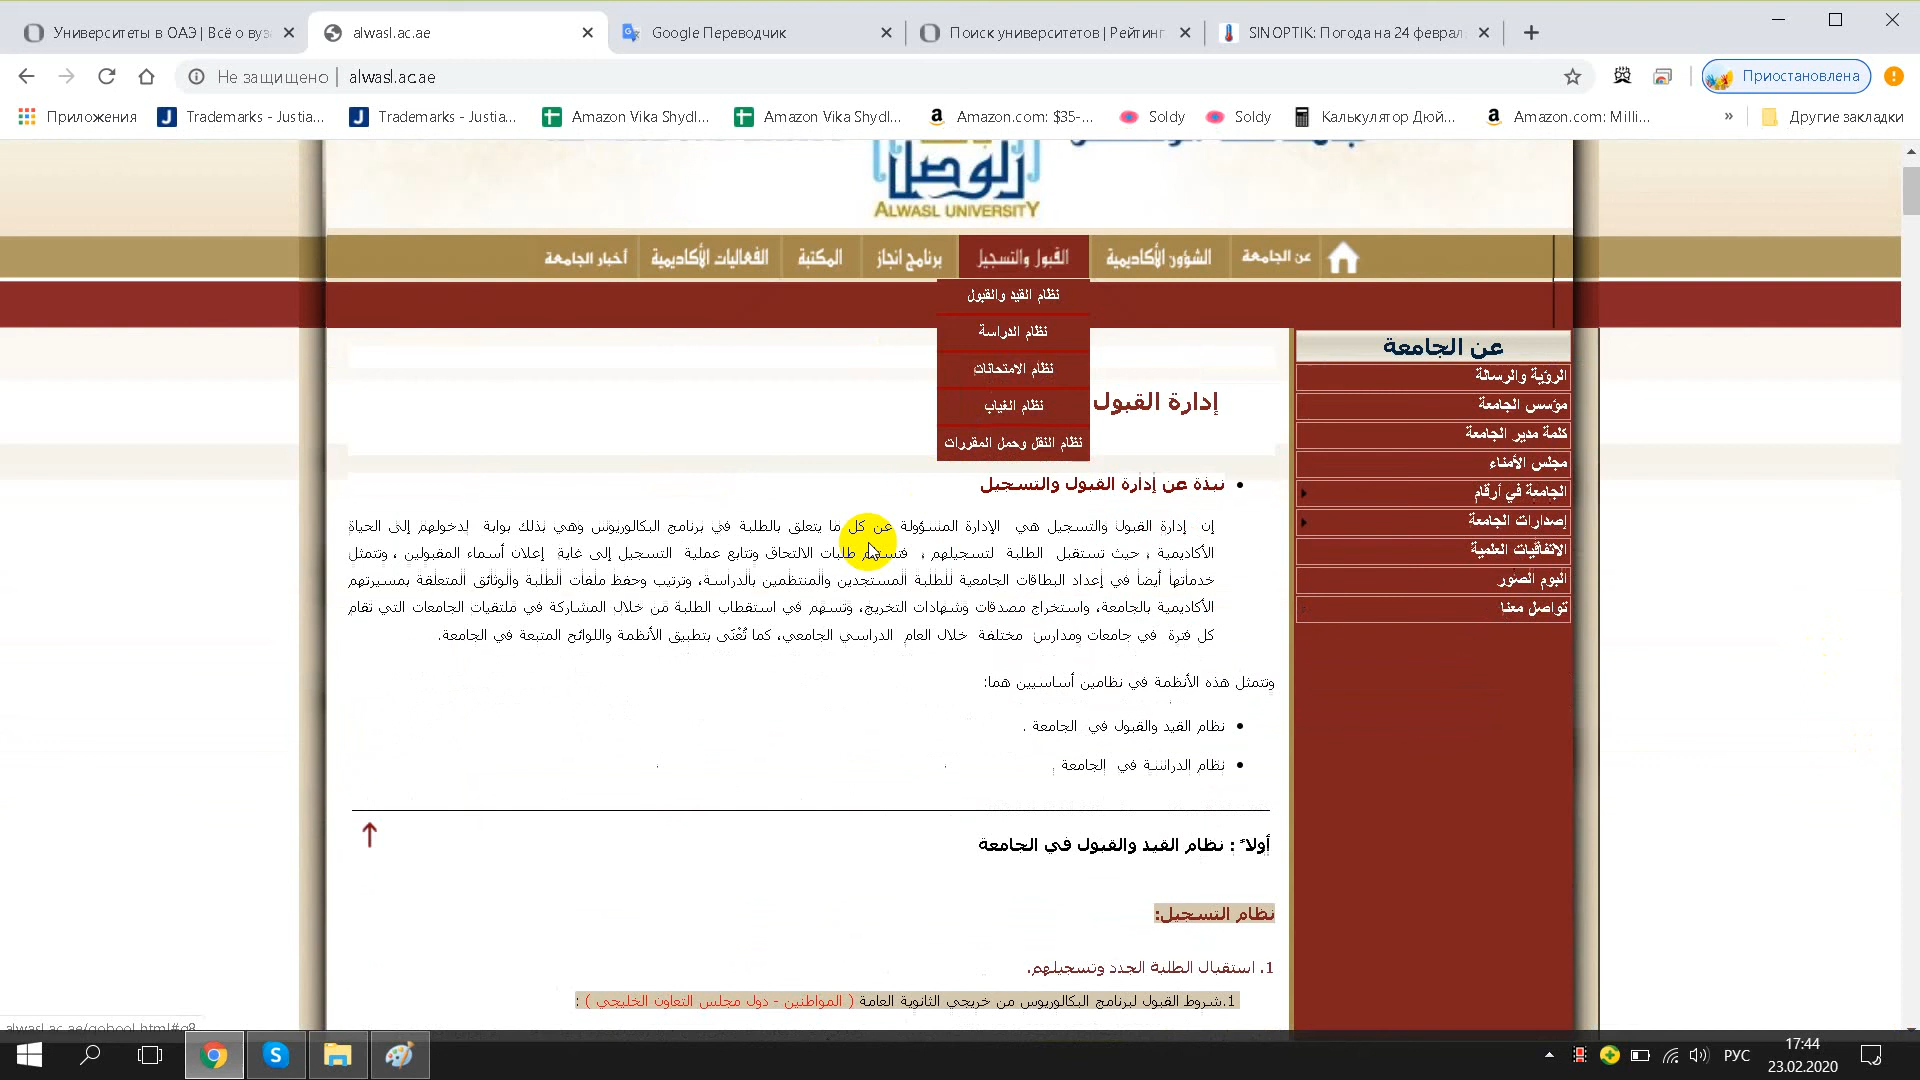 Университеты в ОАЭ | Всё о вуз
alwasl.ac.ae
Google Переводчик
Поиск университетов | Рейтинг
SINOPTIK: Погода на 24 феврал
Не защищено | alwasl.ac.ae
Приостановлена
Приложения
Trademarks - Justia...
Trademarks - Justia...
Amazon Vika Shydl...
Amazon Vika Shydl...
Amazon.com: $35-...
Soldy
Soldy
Калькулятор Дюй...
Amazon.com: Milli...
»
Другие закладки
الوصل
ALWASL UNIVERSITY
عن الجامعة
الشؤون الأكاديمية
القبول والتسجيل
برنامج انجاز
المكتبة
الفعاليات الأكاديمية
أخبار الجامعة
نظام القيد والقبول
نظام الدراسة
نظام الامتحانات
نظام الغياب
نظام النقل وحمل المقررات
عن الجامعة
الرؤية والرسالة
مؤسس الجامعة
كلمة مدير الجامعة
مجلس الأمناء
الجامعة في أرقام
إصدارات الجامعة
الاتفاقيات العلمية
البوم الصور
تواصل معنا
إدارة القبول
• نبذة عن إدارة القبول والتسجيل
إن إدارة القبول والتسجيل هي الإدارة المسؤولة عن كل ما يتعلق بالطلبة في برنامج البكالوريوس وهي بذلك بوابة لدخولهم إلى الحياة
الأكاديمية ، حيث تستقبل الطلبة لتسجيلهم ، فتسلهم طلبات الالتحاق وتتابع عملية التسجيل إلى غاية إعلان أسماء المقبولين ، وتتمثل
خدماتها أيضا في إعداد البطاقات الجامعية للطلبة المستجدين والمنتظمين بالدراسة، وترتيب وحفظ ملفات الطلبة والوثائق المتعلقة بمسيرتهم
الأكاديمية بالجامعة، واستخراج مصدقات وشهادات التخريج، وتسهم في استقطاب الطلبة من خلال المشاركة في ملتقيات الجامعات التي تقام
كل فترة في جامعات ومدارس مختلفة خلال العام الدراسي الجامعي، كما تُعْنَى بتطبيق الأنظمة واللوائح المتبعة في الجامعة.
وتتمثل هذه الأنظمة في نظامين أساسيين هما:
• نظام القيد والقبول في الجامعة .
• نظام الدراسة في الجامعة .
أولاً : نظام القيد والقبول في الجامعة
نظام التسجيل:
1. استقبال الطلبة الجدد وتسجيلهم.
1.شروط القبول لبرنامج البكالوريوس من خريجي الثانوية العامة ( المواطنين - دول مجلس التعاون الخليجي ) :
alwasl.ac.ae/qobool.html#q8
РУС
17:44
23.02.2020